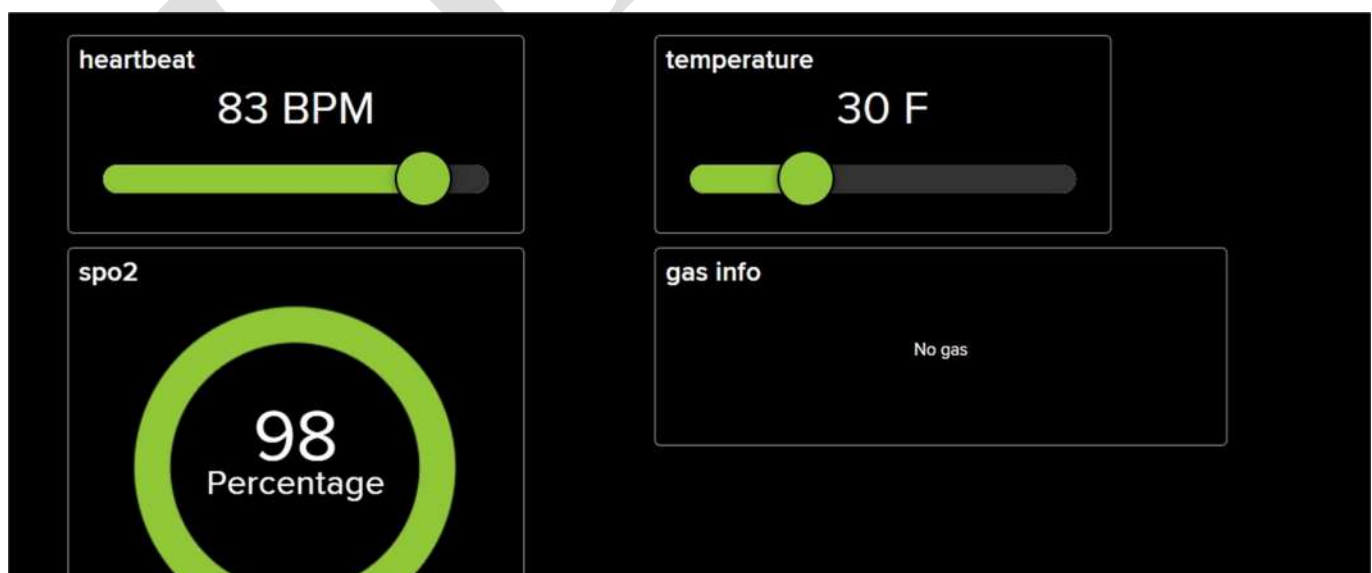 heartbeat
83 BPM
temperature
30 F
spo2
98
Percentage
gas info
No gas